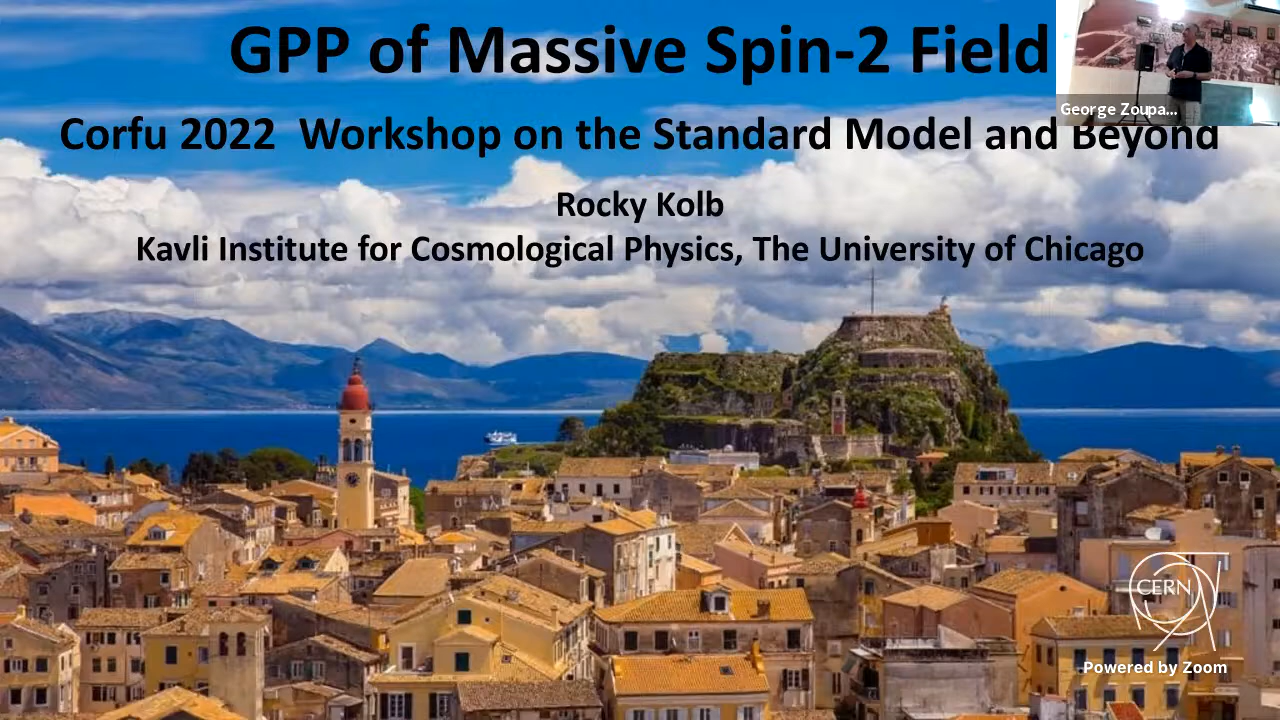 GPP of Massive Spin-2 Field
George Zoupa...
Corfu 2022 Workshop on the Standard Model and Beyond
Rocky Kolb
Kavli Institute for Cosmological Physics, The University of Chicago
CERN
Powered by Zoom